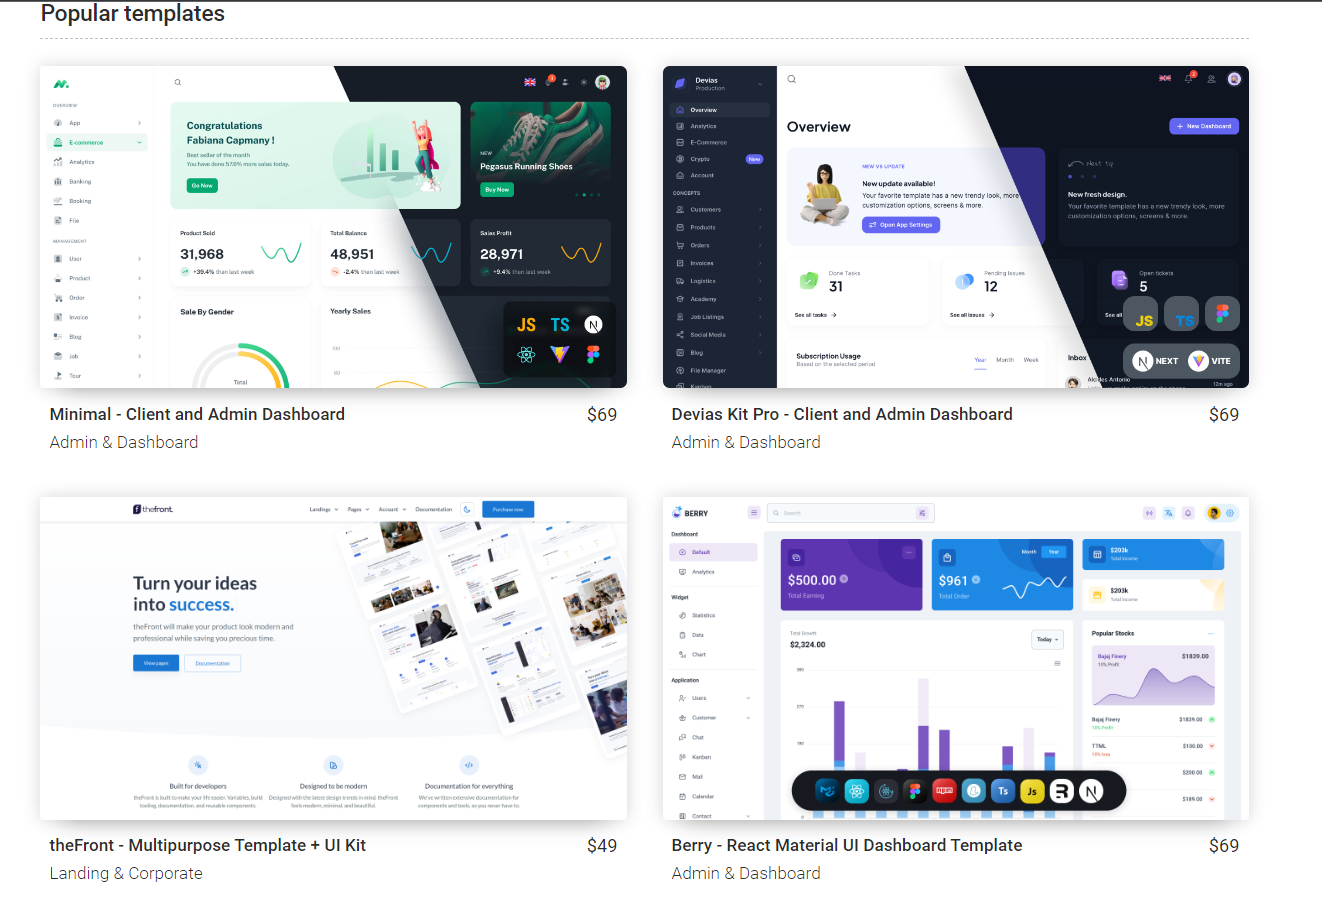 Popular templates
OVERVIEW
App
E-commerce
Analytics
Banking
Booking
File
MANAGEMENT
User
Product
Order
Invoice
Blog
Job
Tour
Congratulations
Fabiana Capmany !
Best seller of the month
You have done 57.6% more sales today.
Go Now
NEW
Pegasus Running Shoes
Buy Now
Product Sold
31,968
+39.4% than last week
Total Balance
48,951
-2.4% than last week
Sales Profit
28,971
+9.4% than last week
Sale By Gender
Total
Yearly Sales
JS TS N
Minimal - Client and Admin Dashboard
$69
Admin & Dashboard
Devias
Production
Overview
Analytics
E-Commerce
Crypto
New
Account
CONCEPTS
Customers
Products
Orders
Invoices
Logistics
Academy
Job Listings
Social Media
Blog
File Manager
Kanban
Overview
+ New Dashboard
NEW V6 UPDATE
New update available!
Your favorite template has a new trendy look, more
customization options, screens & more.
Open App Settings
Next tip
New fresh design.
Your favorite template has a new trendy look, more
customization options, screens & more.
Done Tasks
31
See all tasks →
Pending Issues
12
See all issues →
Open tickets
5
See all
JS TS
N NEXT VITE
Subscription Usage
Based on the selected period
Year Month Week
Inbox
Alcides Antonio
12m ago
Devias Kit Pro - Client and Admin Dashboard
$69
Admin & Dashboard
thefront.
Landings Pages Account Documentation
Purchase now
Turn your ideas
into success.
theFront will make your product look modern and
professional while saving you precious time.
View pages
Documentation
Built for developers
theFront is built to make your life easier. Variables, build
tooling, documentation, and reusable components.
Designed to be modern
Designed with the latest design trends in mind. theFront
feels modern, minimal, and beautiful.
Documentation for everything
We've written extensive documentation for
components and tools, so you never have to.
theFront - Multipurpose Template + UI Kit
$49
Landing & Corporate
BERRY
Search
Dashboard
Default
Analytics
Widget
Statistics
Data
Chart
Application
Users
Customer
Chat
Kanban
Mail
Calendar
Contact
$500.00
Total Earning
Month Year
$961
Total Order
$203k
Total Income
$203k
Total Income
Total Growth
$2,324.00
Today
Popular Stocks
Bajaj Finery
$1839.00
10% Profit
Bajaj Finery
$1839.00
10% Profit
TTML
$100.00
10% loss
$200.00
$189.00
npm Ts Js R N
Berry - React Material UI Dashboard Template
$69
Admin & Dashboard